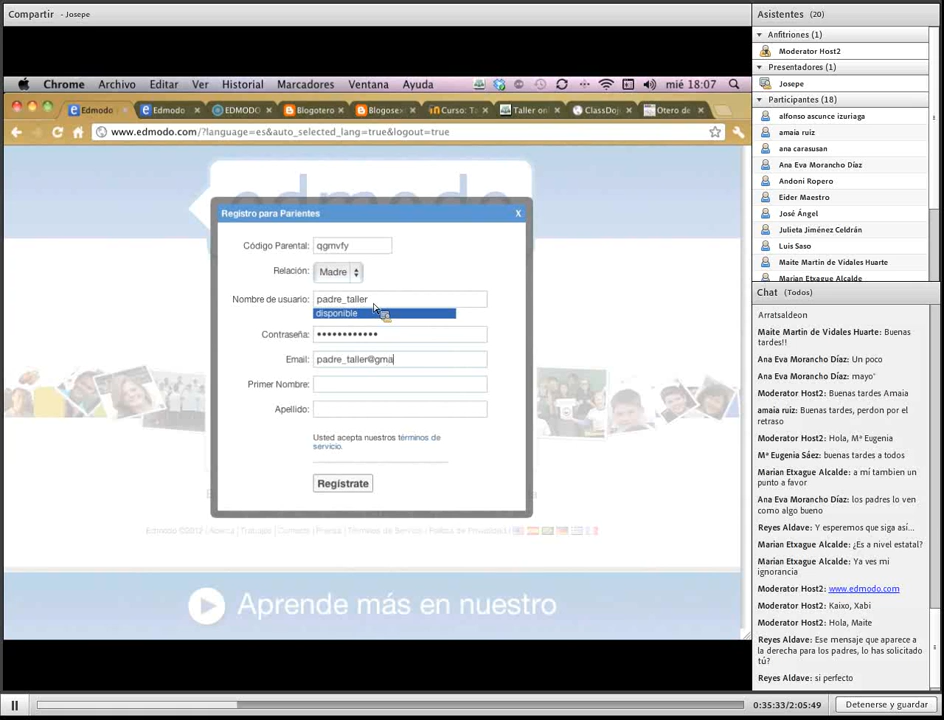 Compartir - Josepe
Chrome Archivo Editar Ver Historial Marcadores Ventana Ayuda mié 18:07
Edmodo Edmodo EDMODO Blogotero Blogose Curso: T Taller on ClassDoj Otero de
www.edmodo.com/?language=es&auto_selected_lang=true&logout=true
edmodo
Registro para Parientes X
Código Parental: qgmvfy
Relación: Madre
Nombre de usuario: padre_taller
disponible
Contraseña: ••••••••••••
Email: padre_taller@gma
Primer Nombre:
Apellido:
Usted acepta nuestros términos de
servicio.
Regístrate
Aprende más en nuestro
Asistentes (20)
Anfitriones (1)
Moderator Host2
Presentadores (1)
Josepe
Participantes (18)
alfonso ascunce izuriaga
amaia ruiz
ana carasusan
Ana Eva Morancho Díaz
Andoni Ropero
Eider Maestro
José Ángel
Julieta Jiménez Celdrán
Luis Saso
Maite Martin de Vidales Huarte
Marian Etxague Alcalde
Chat (Todos)
Arratsaldeon
Maite Martin de Vidales Huarte: Buenas
tardes!!
Ana Eva Morancho Díaz: Un poco
Ana Eva Morancho Díaz: mayo'
Moderator Host2: Buenas tardes Amaia
amaia ruiz: Buenas tardes, perdon por el
retraso
Moderator Host2: Hola, Mª Eugenia
Mª Eugenia Sáez: buenas tardes a todos
Marian Etxague Alcalde: a mí tambien un
punto a favor
Ana Eva Morancho Díaz: los padres lo ven
como algo bueno
Reyes Aldave: Y esperemos que siga así...
Marian Etxague Alcalde: ¿Es a nivel estatal?
Marian Etxague Alcalde: Ya ves mi
ignorancia
Moderator Host2: www.edmodo.com
Moderator Host2: Kaixo, Xabi
Moderator Host2: Hola, Maite
Reyes Aldave: Ese mensaje que aparece a
la derecha para los padres, lo has solicitado
tú?
Reyes Aldave: si perfecto
0:35:33/2:05:49 Detenerse y guardar